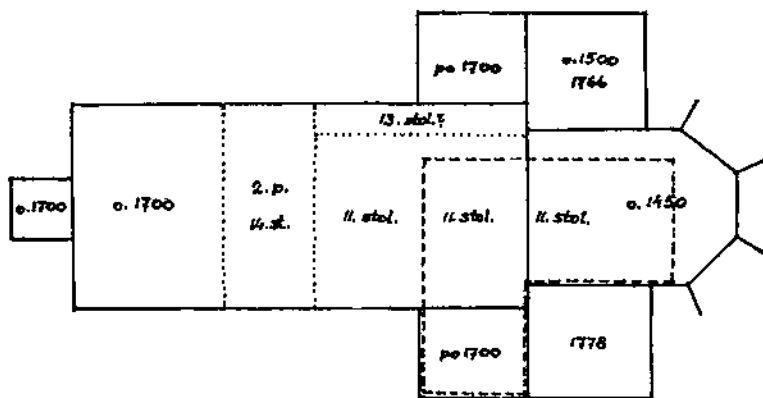 po 1700
o. 1500
1766
13. stol.?
o. 1700
o. 1700
2. p.
14. st.
11. stol.
11. stol.
11. stol.
o. 1450
po 1700
1778